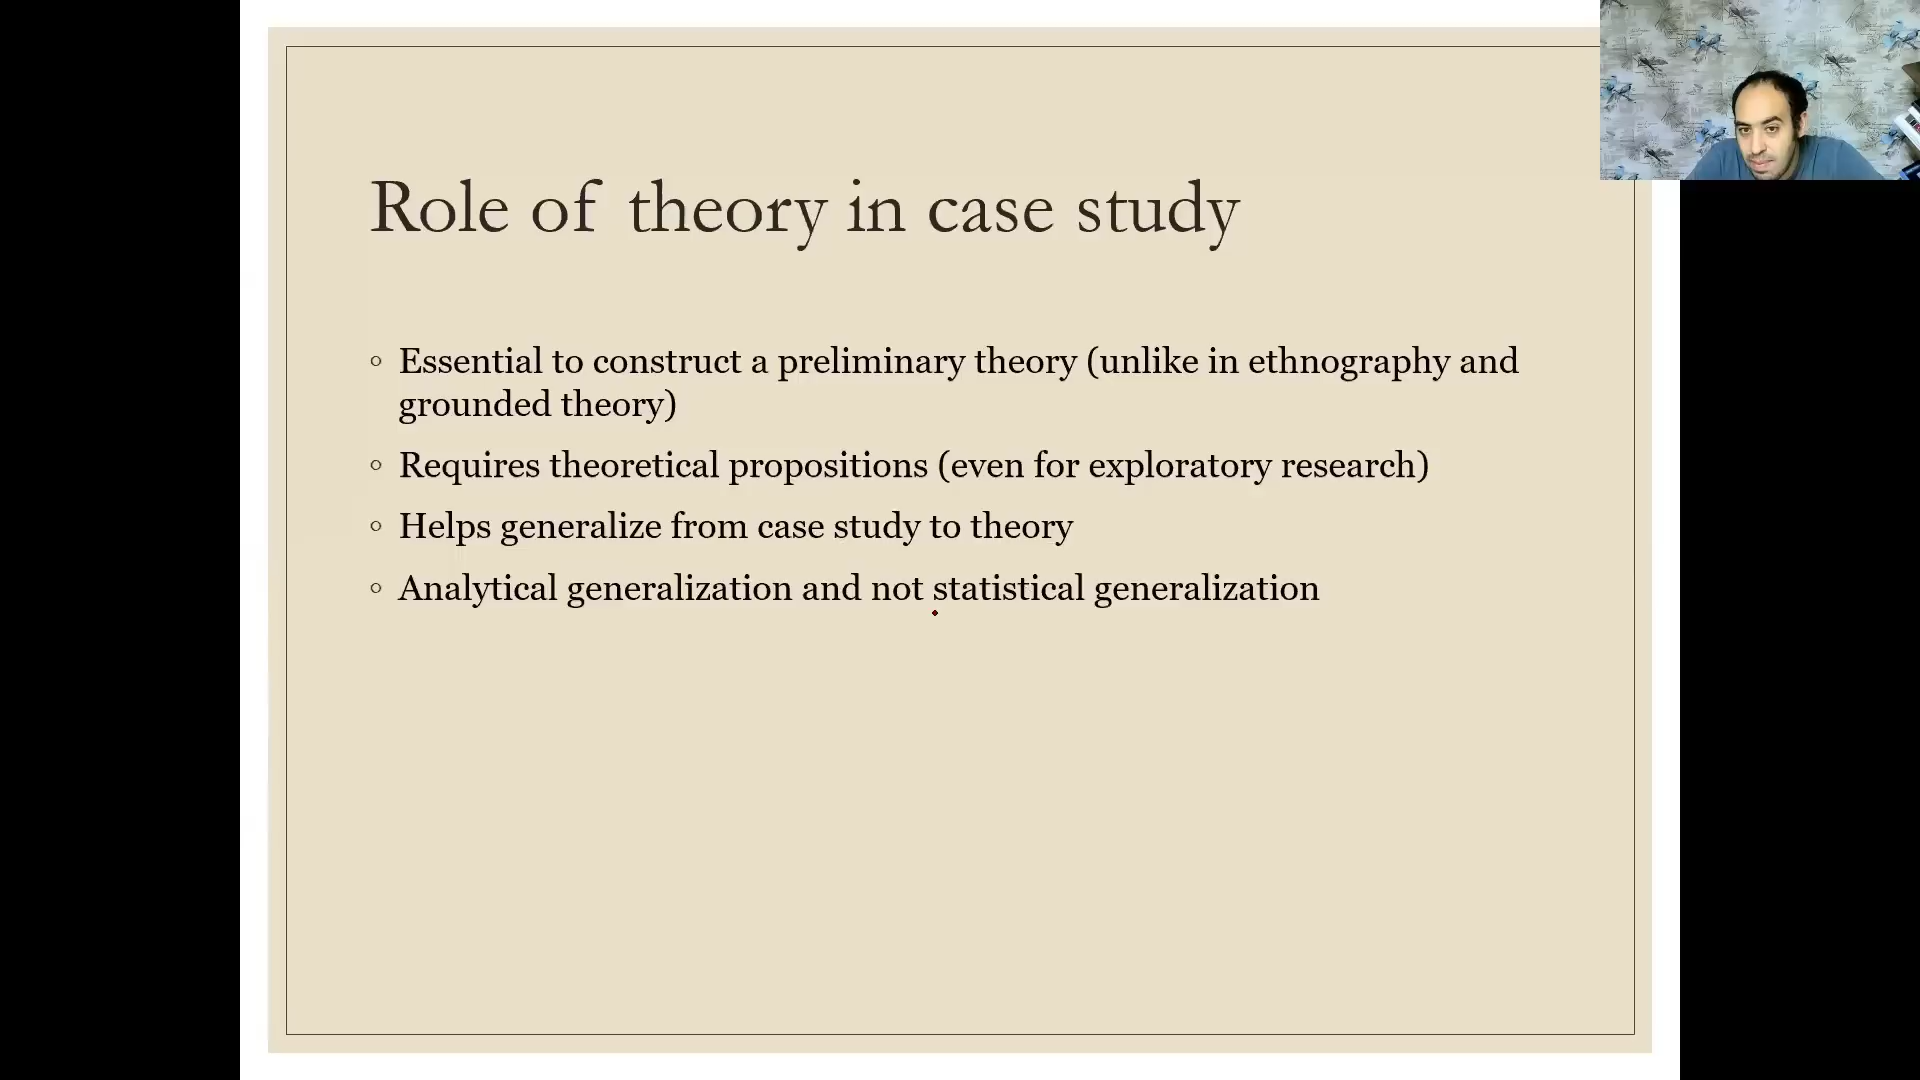 Role of theory in case study
◦ Essential to construct a preliminary theory (unlike in ethnography and
grounded theory)
◦ Requires theoretical propositions (even for exploratory research)
◦ Helps generalize from case study to theory
◦ Analytical generalization and not statistical generalization